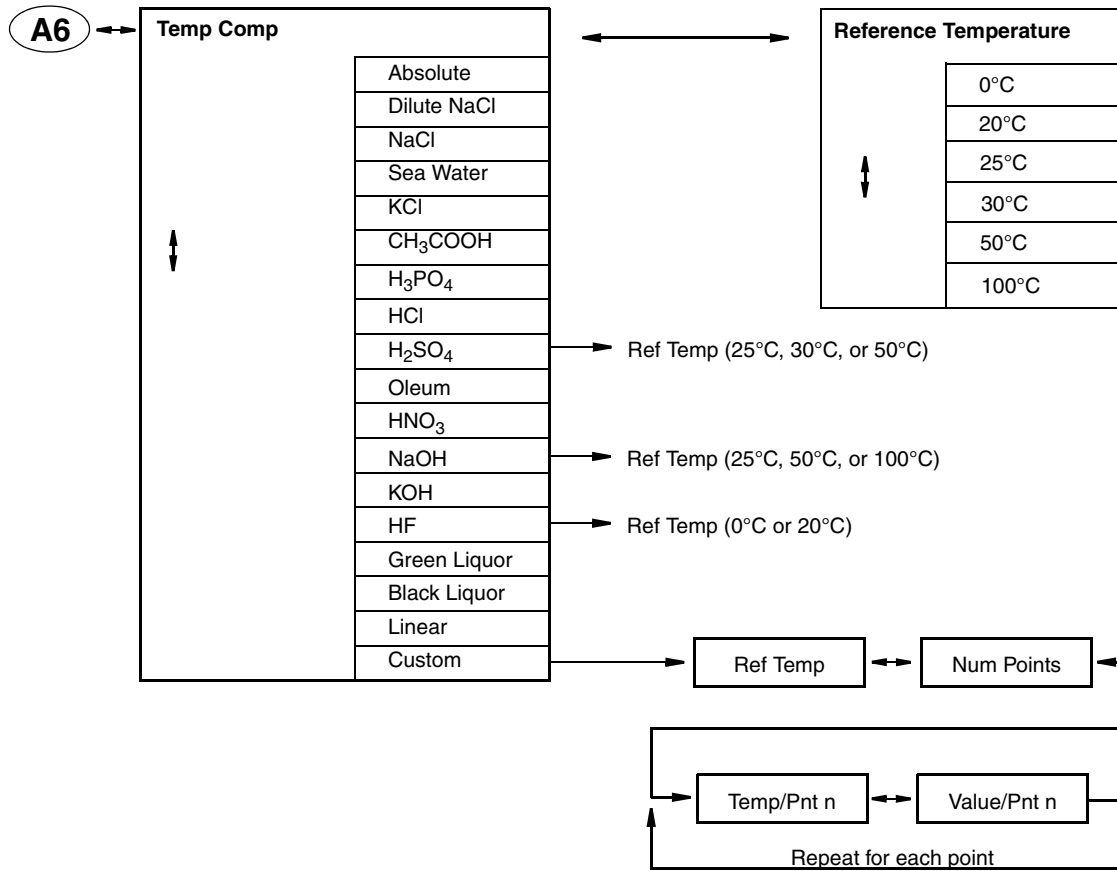 A6
Temp Comp
Absolute
Dilute NaCl
NaCl
Sea Water
KCl
CH₃COOH
H₃PO₄
HCl
H₂SO₄
Oleum
HNO₃
NaOH
KOH
HF
Green Liquor
Black Liquor
Linear
Custom
Reference Temperature
0°C
20°C
25°C
30°C
50°C
100°C
Ref Temp (25°C, 30°C, or 50°C)
Ref Temp (25°C, 50°C, or 100°C)
Ref Temp (0°C or 20°C)
Ref Temp
Num Points
Temp/Pnt n
Value/Pnt n
Repeat for each point